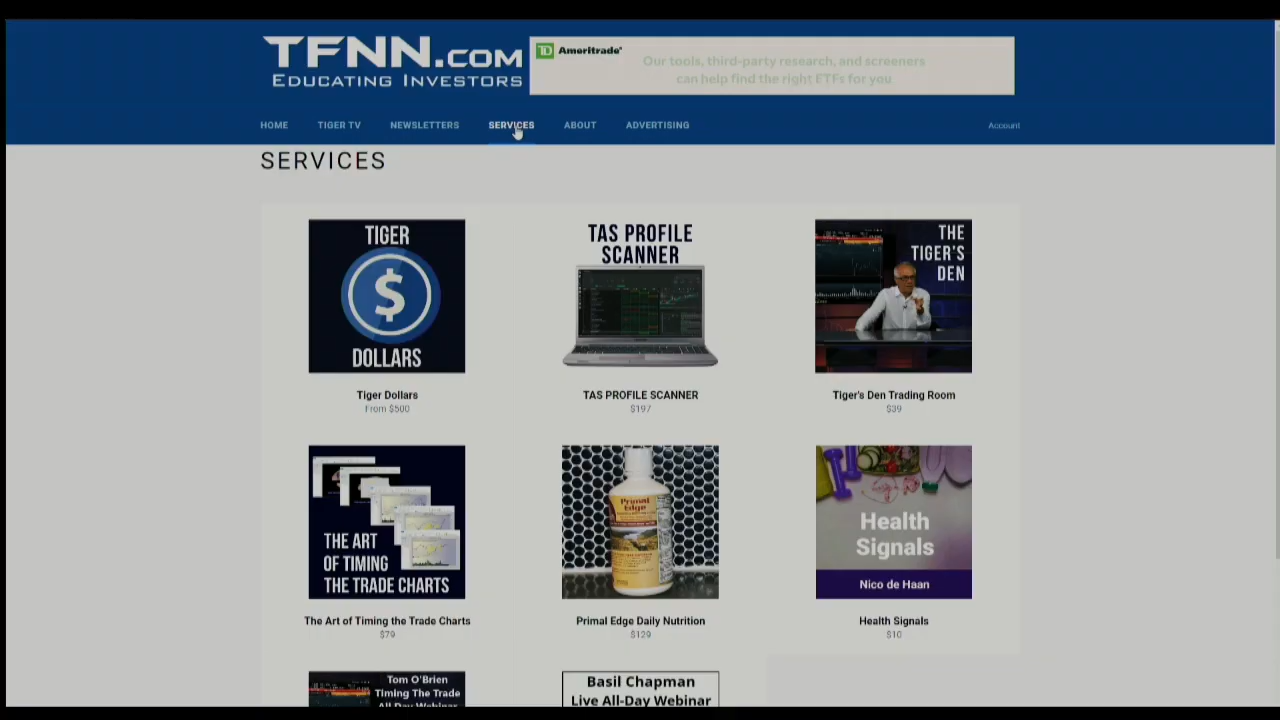 TFNN.COM
EDUCATING INVESTORS
TD Ameritrade
Our tools, third-party research, and screeners
can help find the right ETFs for you
HOME TIGER TV NEWSLETTERS SERVICES ABOUT ADVERTISING Account
SERVICES
TIGER
$
DOLLARS
Tiger Dollars
From $500
TAS PROFILE
SCANNER
TAS PROFILE SCANNER
$197
THE
TIGER'S
DEN
Tiger's Den Trading Room
$39
THE ART
OF TIMING
THE TRADE CHARTS
The Art of Timing the Trade Charts
$79
Primal
Edge
Primal Edge Daily Nutrition
$129
Health
Signals
Nico de Haan
Health Signals
$10
Tom O'Brien
Timing The Trade
All Day Webinar
Basil Chapman
Live All-Day Webinar